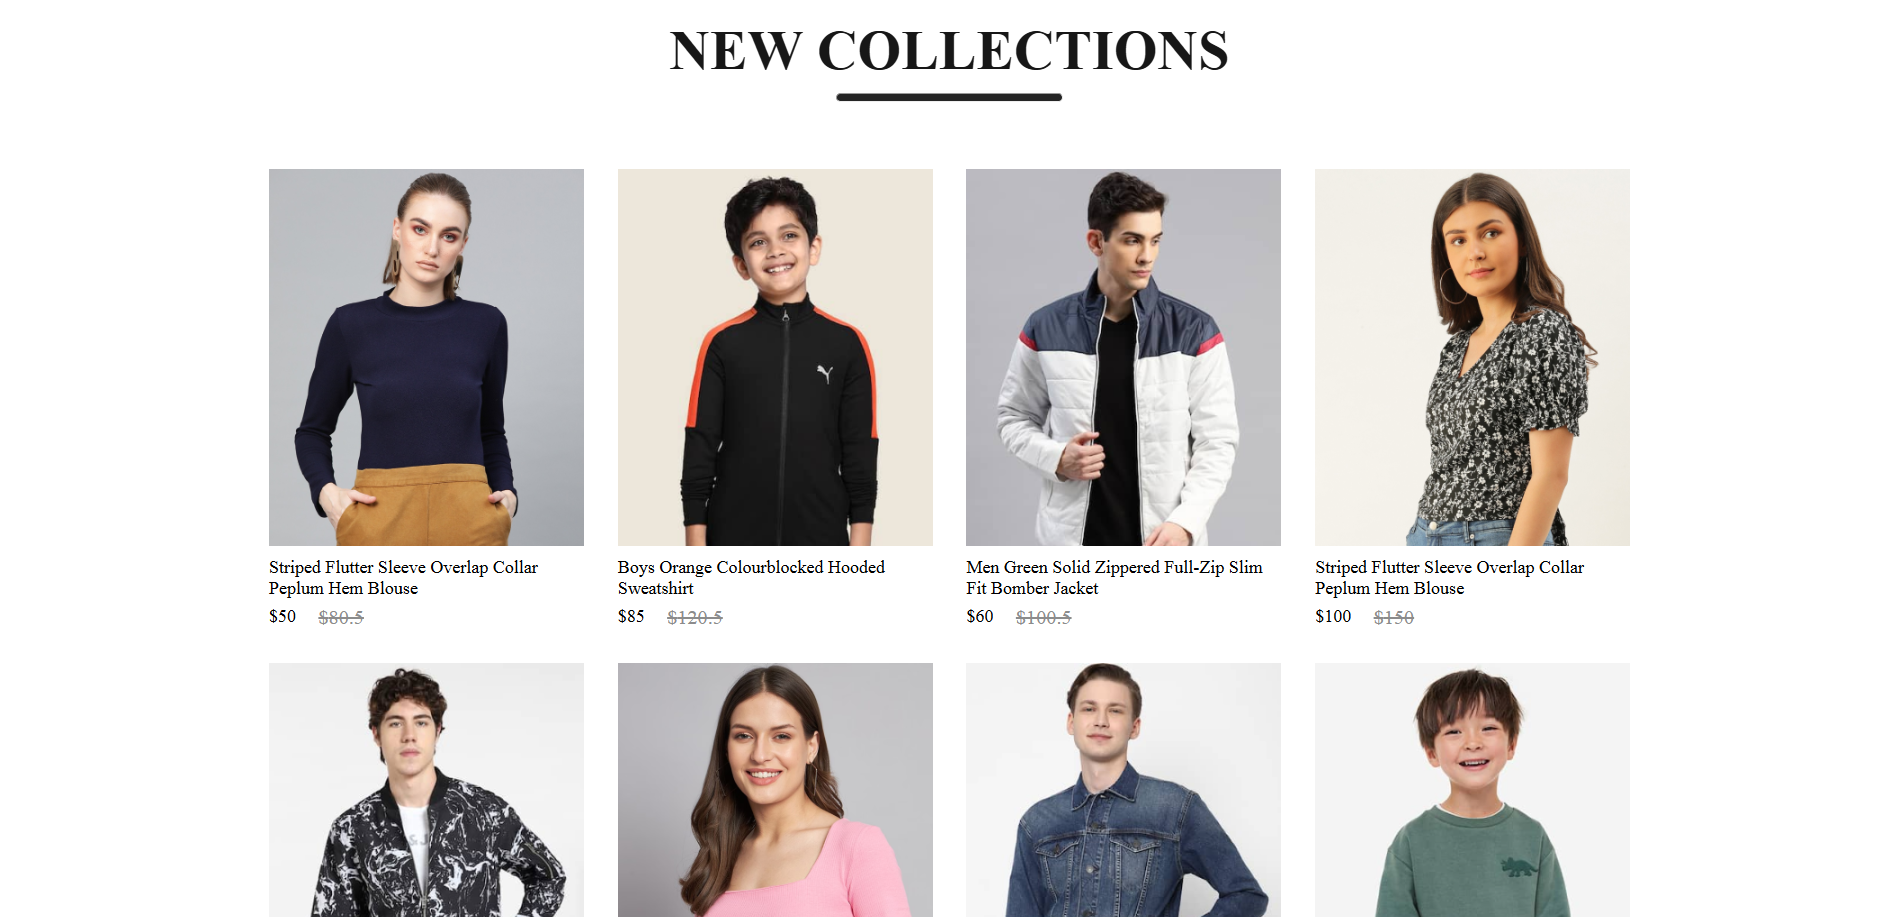 NEW COLLECTIONS
Striped Flutter Sleeve Overlap Collar
Peplum Hem Blouse
$50 $80.5
Boys Orange Colourblocked Hooded
Sweatshirt
$85 $120.5
Men Green Solid Zippered Full-Zip Slim
Fit Bomber Jacket
$60 $100.5
Striped Flutter Sleeve Overlap Collar
Peplum Hem Blouse
$100 $150